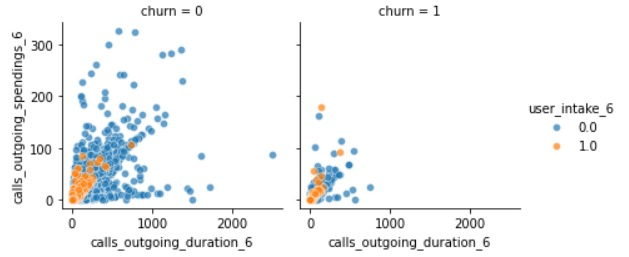 churn = 0
churn = 1
calls_outgoing_spendings_6
300
200
100
0
0
1000
2000
0
1000
2000
calls_outgoing_duration_6
calls_outgoing_duration_6
user_intake_6
0.0
1.0